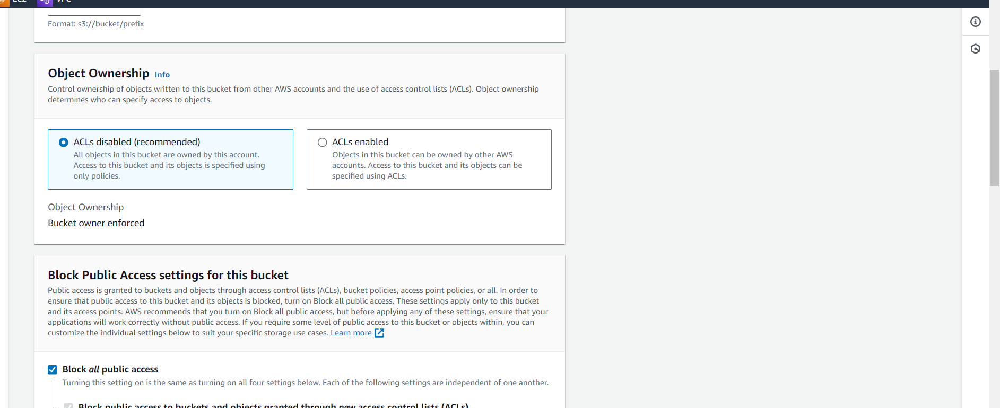 EC2 VPC
Format: s3://bucket/prefix
Object Ownership Info
Control ownership of objects written to this bucket from other AWS accounts and the use of access control lists (ACLs). Object ownership
determines who can specify access to objects.
ACLs disabled (recommended)
All objects in this bucket are owned by this account.
Access to this bucket and its objects is specified using
only policies.
ACLs enabled
Objects in this bucket can be owned by other AWS
accounts. Access to this bucket and its objects can be
specified using ACLs.
Object Ownership
Bucket owner enforced
Block Public Access settings for this bucket
Public access is granted to buckets and objects through access control lists (ACLs), bucket policies, access point policies, or all. In order to
ensure that public access to this bucket and its objects is blocked, turn on Block all public access. These settings apply only to this bucket
and its access points. AWS recommends that you turn on Block all public access, but before applying any of these settings, ensure that your
applications will work correctly without public access. If you require some level of public access to this bucket or objects within, you can
customize the individual settings below to suit your specific storage use cases. Learn more
Block all public access
Turning this setting on is the same as turning on all four settings below. Each of the following settings are independent of one another.
Block public access to buckets and objects granted through new access control lists (ACLs)